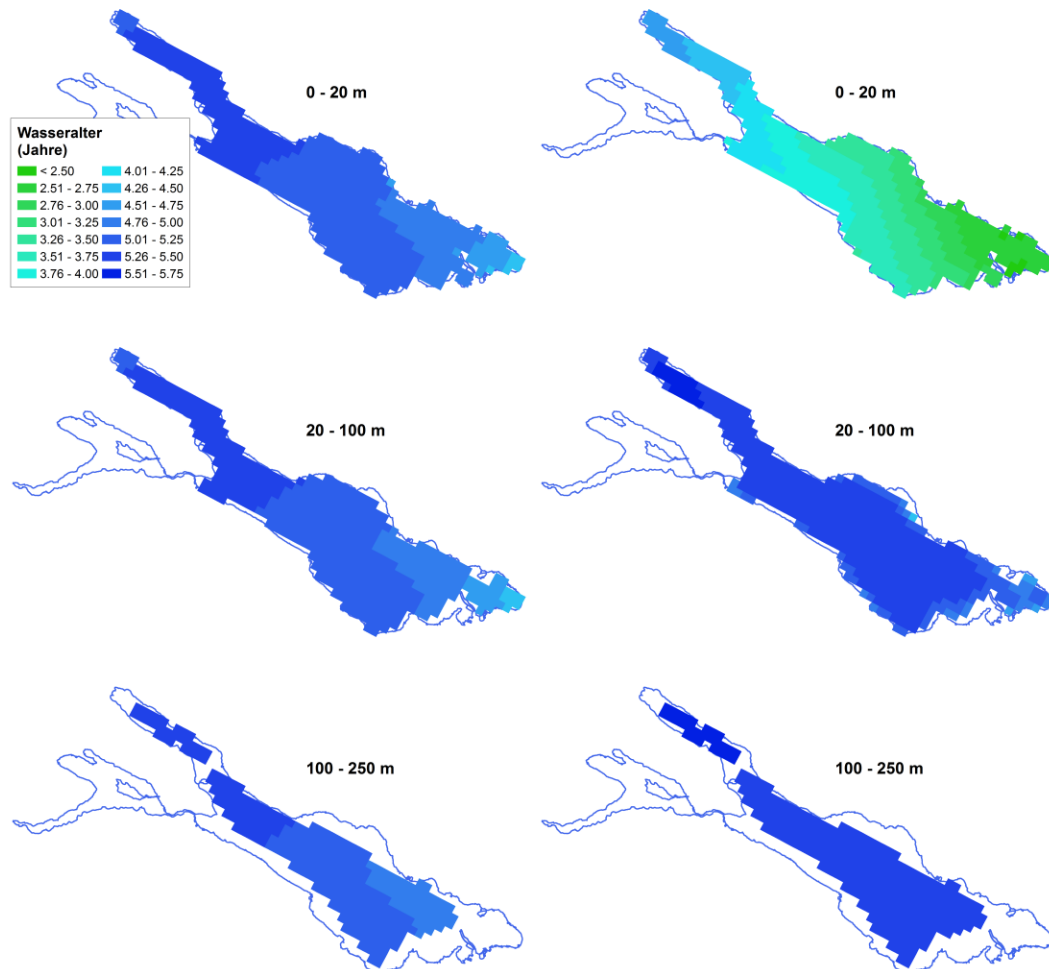 0 - 20 m
0 - 20 m
Wasseralter
(Jahre)
< 2.50
4.01 - 4.25
2.51 - 2.75
4.26 - 4.50
2.76 - 3.00
4.51 - 4.75
3.01 - 3.25
4.76 - 5.00
3.26 - 3.50
5.01 - 5.25
3.51 - 3.75
5.26 - 5.50
3.76 - 4.00
5.51 - 5.75
20 - 100 m
20 - 100 m
100 - 250 m
100 - 250 m